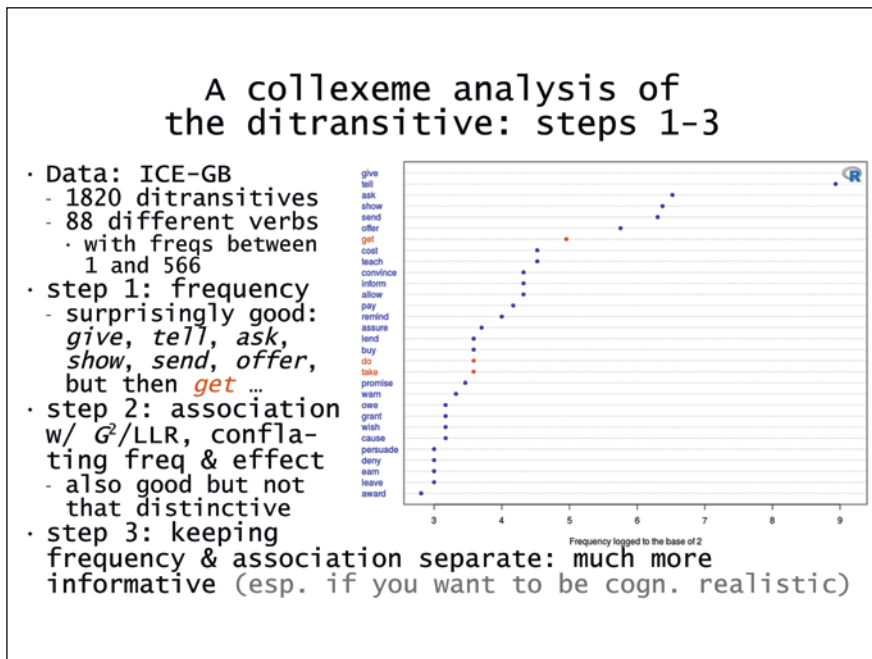 A collexeme analysis of
the ditransitive: steps 1-3
· Data: ICE-GB
- 1820 ditransitives
- 88 different verbs
· with freqs between
1 and 566
· step 1: frequency
- surprisingly good:
give, tell, ask,
show, send, offer,
but then get …
· step 2: association
w/ G²/LLR, confla-
ting freq & effect
- also good but not
that distinctive
· step 3: keeping
frequency & association separate: much more
informative (esp. if you want to be cogn. realistic)
give
tell
ask
show
send
offer
get
cost
teach
convince
inform
allow
pay
remind
assure
lend
buy
do
take
promise
warn
owe
grant
wish
cause
persuade
deny
earn
leave
award
R
3 4 5 6 7 8 9
Frequency logged to the base of 2